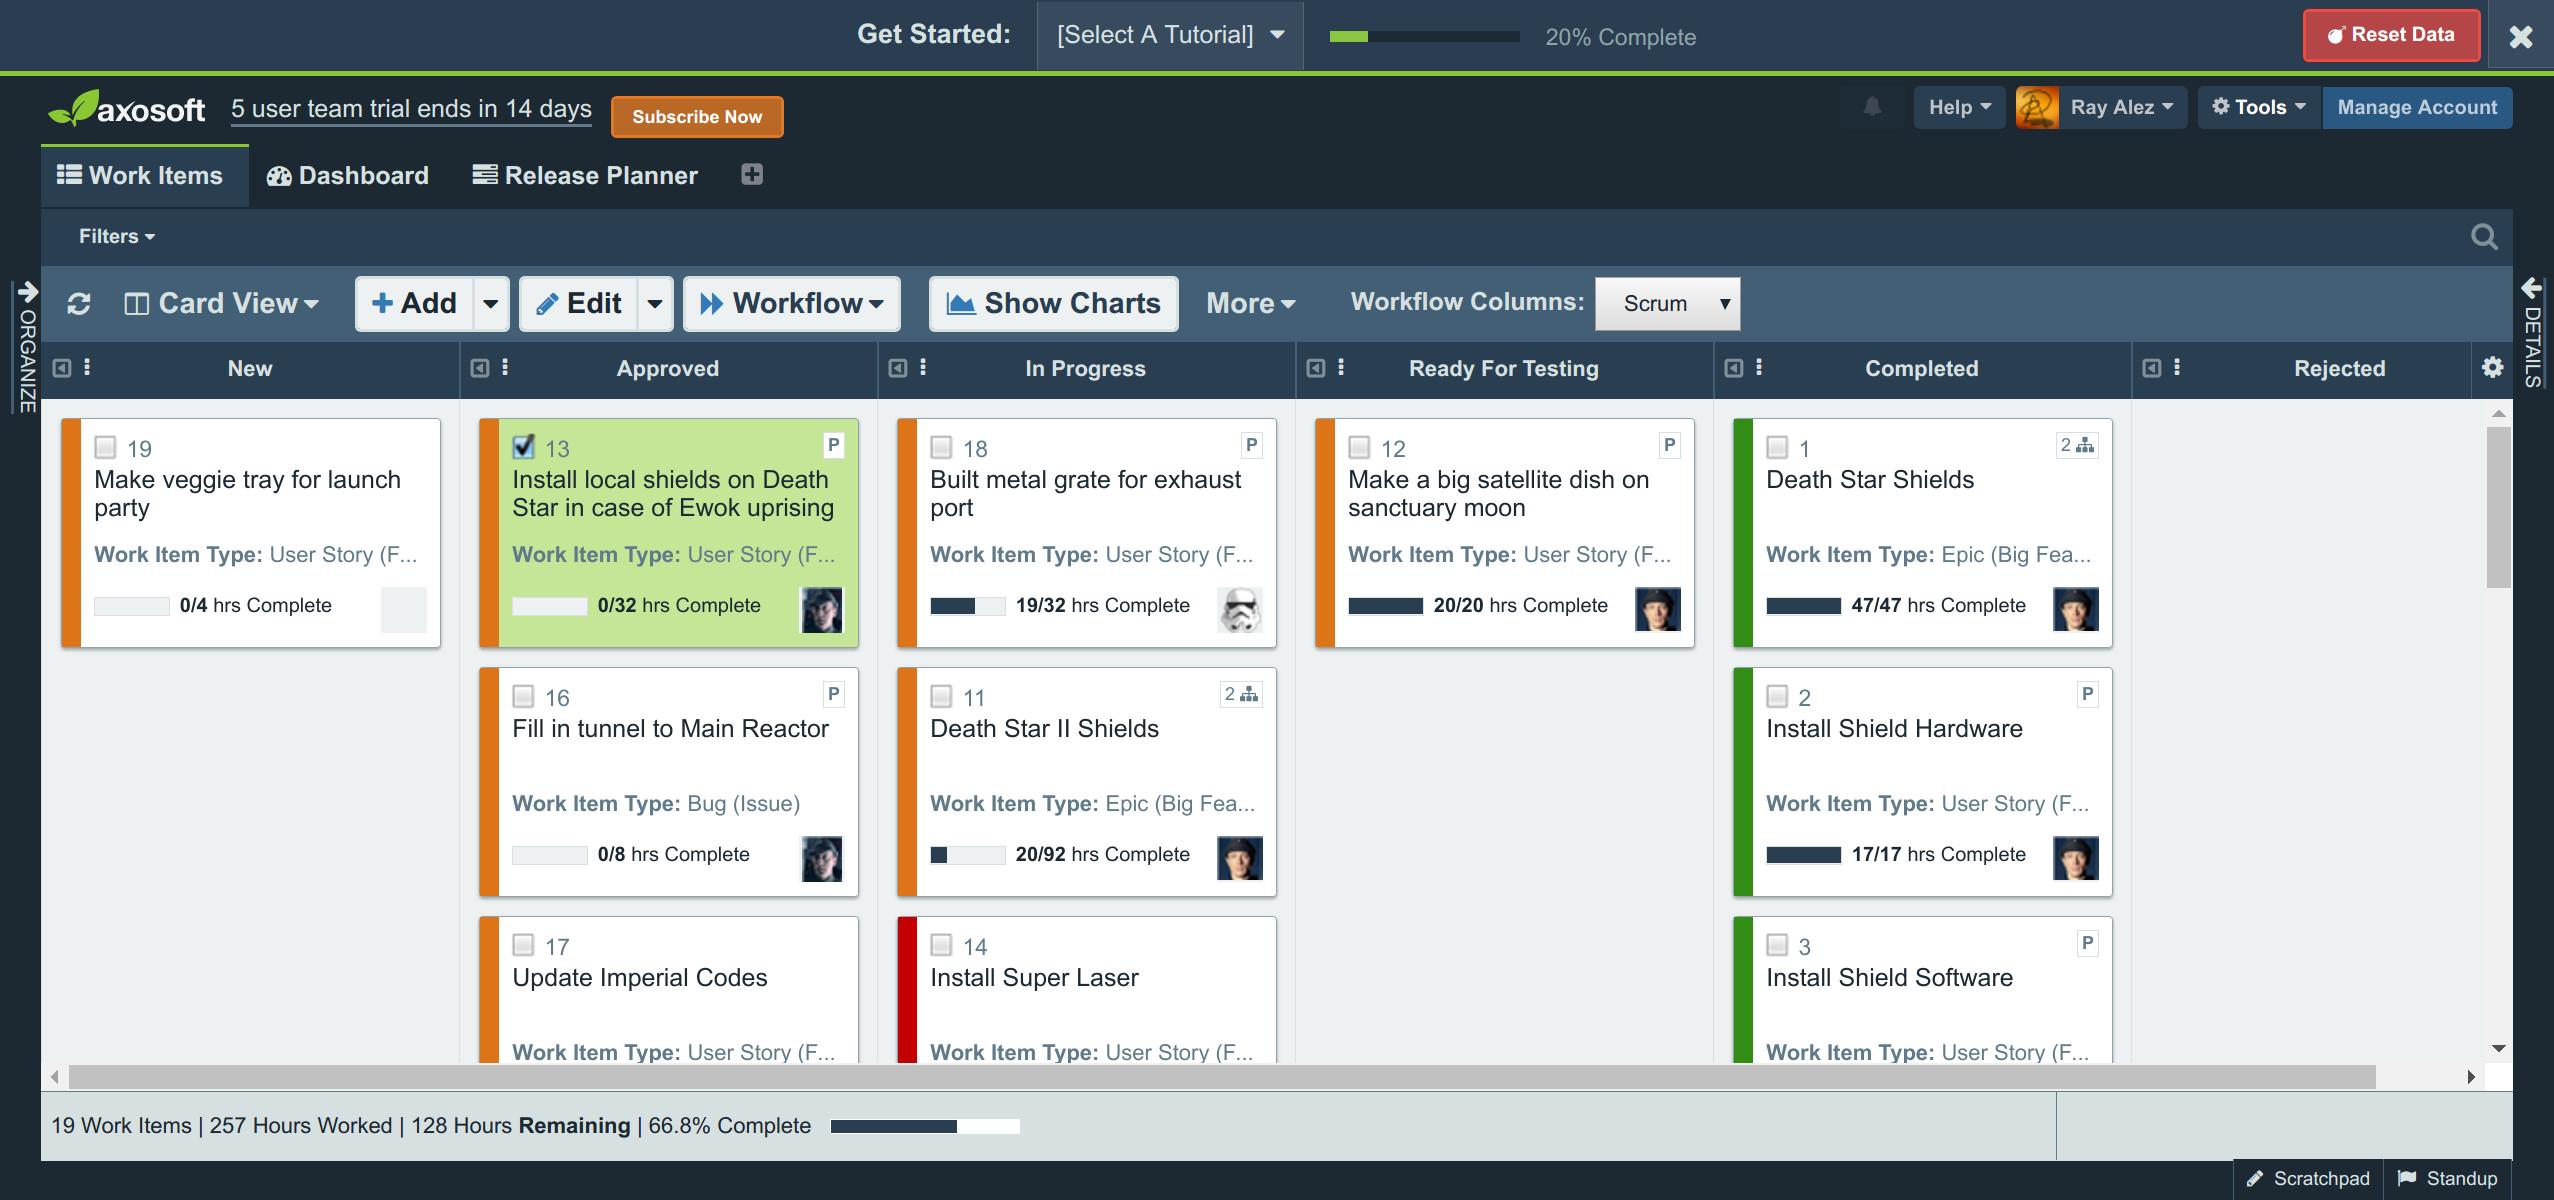 Get Started:
[Select A Tutorial]
20% Complete
Reset Data
axosoft
5 user team trial ends in 14 days
Subscribe Now
Help
Ray Alez
Tools
Manage Account
Work Items
Dashboard
Release Planner
Filters
ORGANIZE
Card View
Add
Edit
Workflow
Show Charts
More
Workflow Columns:
Scrum
DETAILS
New
Approved
In Progress
Ready For Testing
Completed
Rejected
19
Make veggie tray for launch
party
Work Item Type: User Story (F...
0/4 hrs Complete
13
P
Install local shields on Death
Star in case of Ewok uprising
Work Item Type: User Story (F...
0/32 hrs Complete
16
P
Fill in tunnel to Main Reactor
Work Item Type: Bug (Issue)
0/8 hrs Complete
17
Update Imperial Codes
Work Item Type: User Story (F...
18
P
Built metal grate for exhaust
port
Work Item Type: User Story (F...
19/32 hrs Complete
11
2
Death Star II Shields
Work Item Type: Epic (Big Fea...
20/92 hrs Complete
14
Install Super Laser
Work Item Type: User Story (F...
12
P
Make a big satellite dish on
sanctuary moon
Work Item Type: User Story (F...
20/20 hrs Complete
1
2
Death Star Shields
Work Item Type: Epic (Big Fea...
47/47 hrs Complete
2
P
Install Shield Hardware
Work Item Type: User Story (F...
17/17 hrs Complete
3
P
Install Shield Software
Work Item Type: User Story (F...
19 Work Items | 257 Hours Worked | 128 Hours Remaining | 66.8% Complete
Scratchpad
Standup